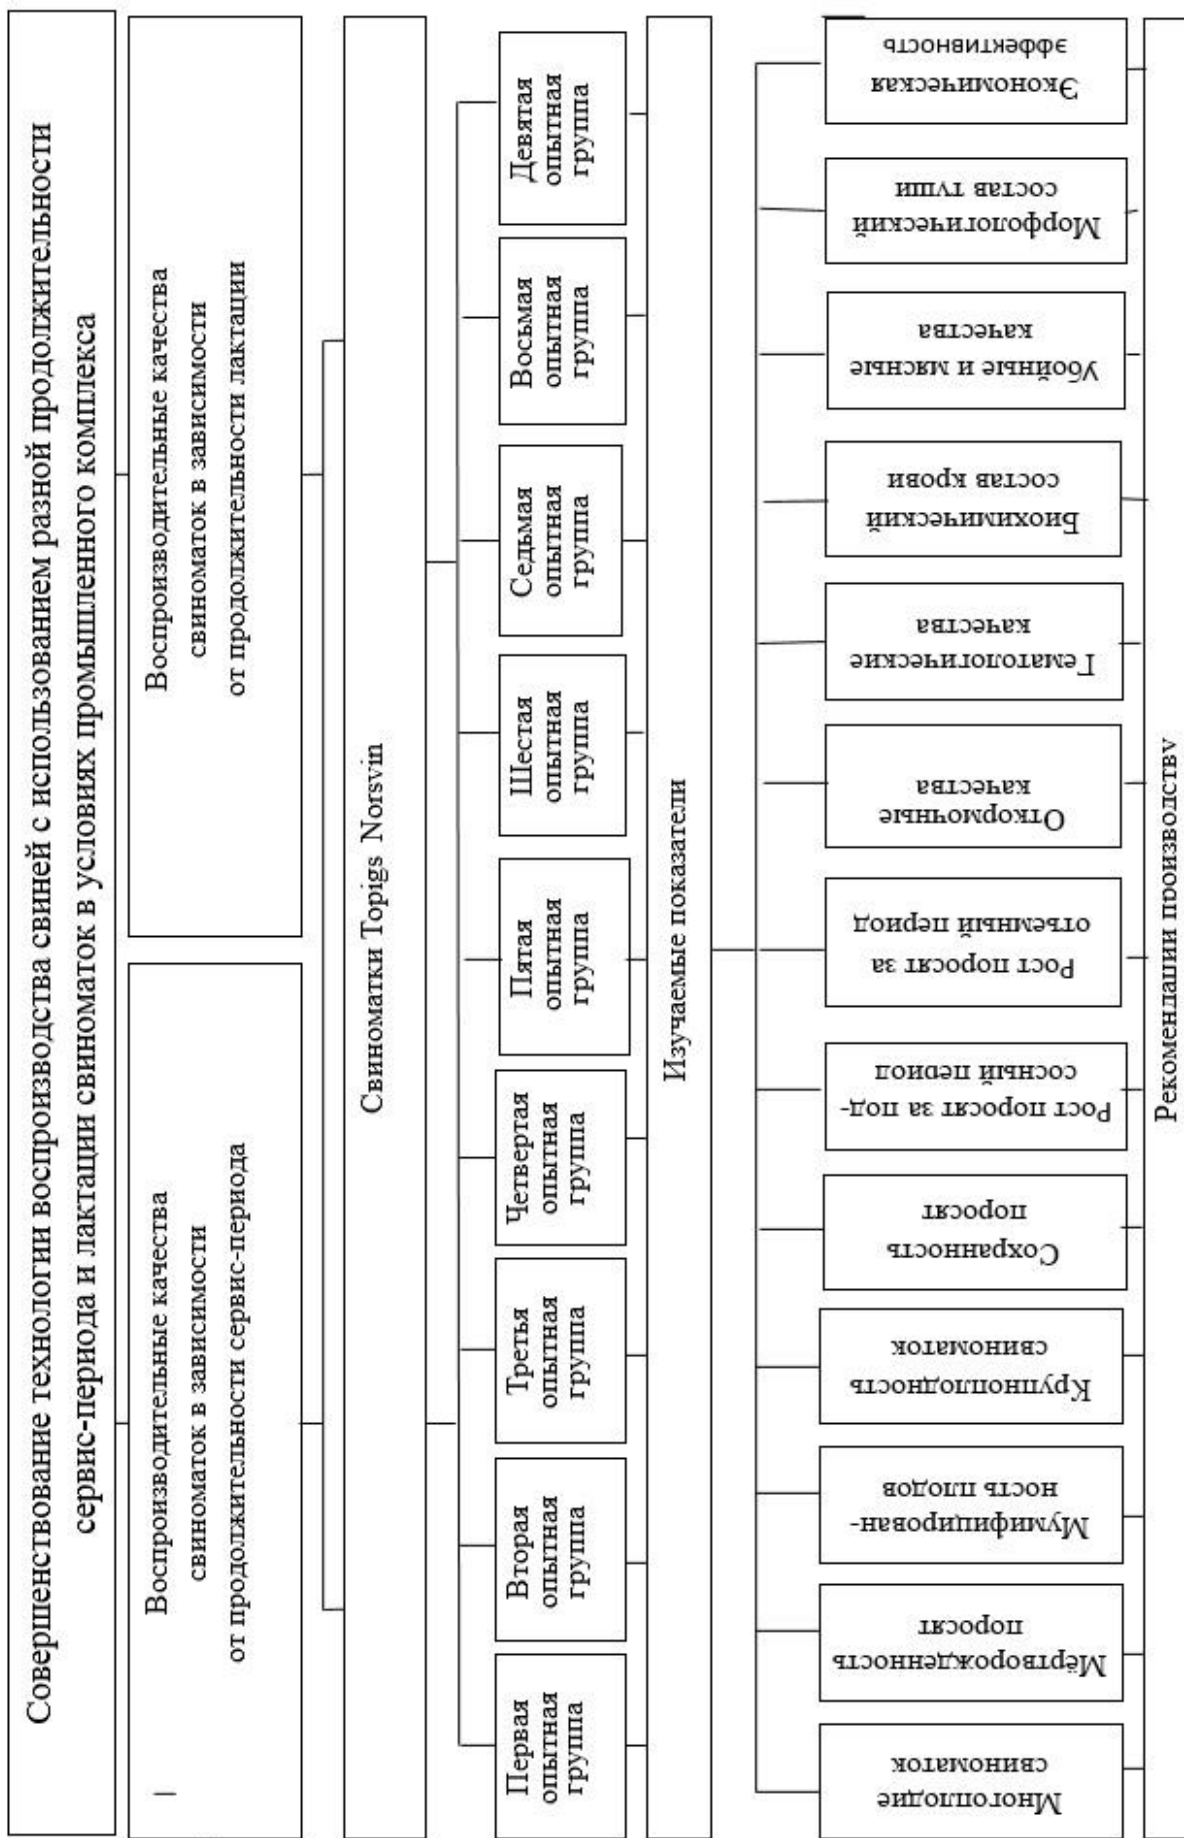 Совершенствование технологии воспроизводства свиней с использованием разной продолжительности
сервис-периода и лактации свиноматок в условиях промышленного комплекса
Воспроизводительные качества
свиноматок в зависимости
от продолжительности сервис-периода
Воспроизводительные качества
свиноматок в зависимости
от продолжительности лактации
Свиноматки Topigs Norsvin
Первая
опытная
группа
Вторая
опытная
группа
Третья
опытная
группа
Четвертая
опытная
группа
Пятая
опытная
группа
Шестая
опытная
группа
Седьмая
опытная
группа
Восьмая
опытная
группа
Девятая
опытная
группа
Изучаемые показатели
Многоплодие
свиноматок
Мёртворожденность
поросят
Мумифицирован-
ность плодов
Крупноплодность
свиноматок
Сохранность
поросят
Рост поросят за под-
сосный период
Рост поросят за
отъемный период
Откормочные
качества
Гематологические
качества
Биохимический
состав крови
Убойные и мясные
качества
Морфологический
состав туши
Экономическая
эффективность
Рекомендации производству